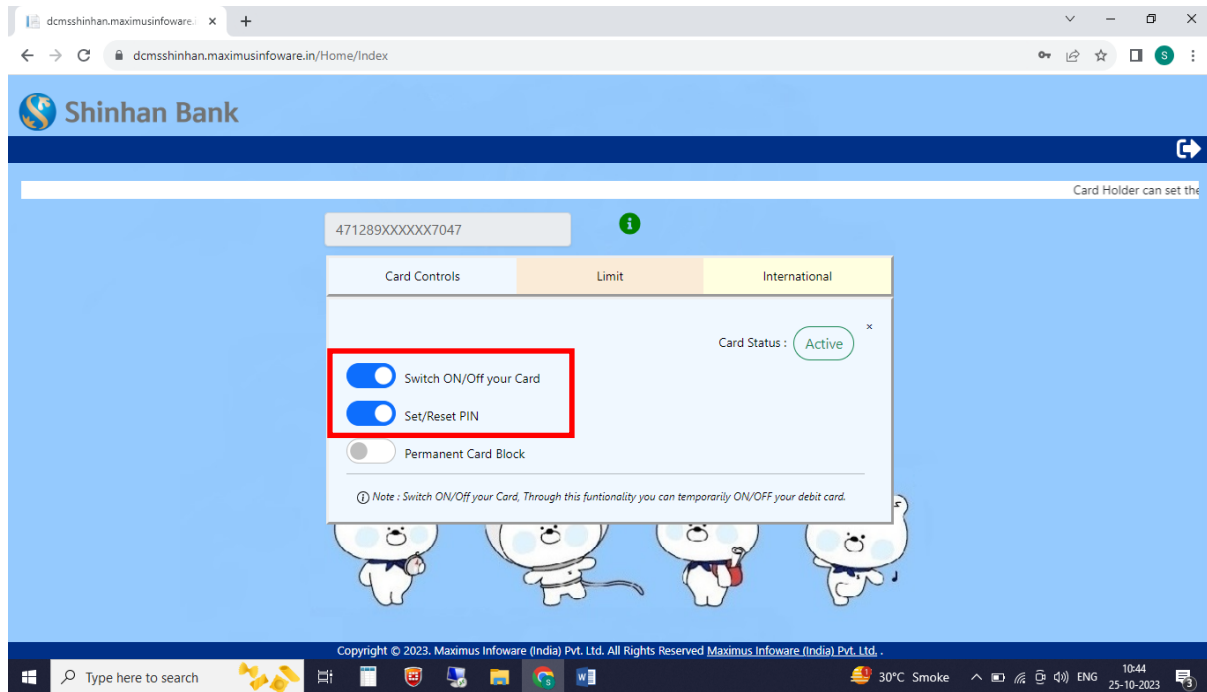 dcmsshinhan.maximusinfoware.i
dcmsshinhan.maximusinfoware.in/Home/Index
S
Shinhan Bank
Card Holder can set the
471289XXXXXX7047
Card Controls
Limit
International
Card Status :
Active
Switch ON/Off your Card
Set/Reset PIN
Permanent Card Block
Note : Switch ON/Off your Card, Through this funtionality you can temporarily ON/OFF your debit card.
Copyright © 2023. Maximus Infoware (India) Pvt. Ltd. All Rights Reserved Maximus Infoware (India) Pvt. Ltd. .
Type here to search
30°C Smoke
ENG
10:44
25-10-2023
3